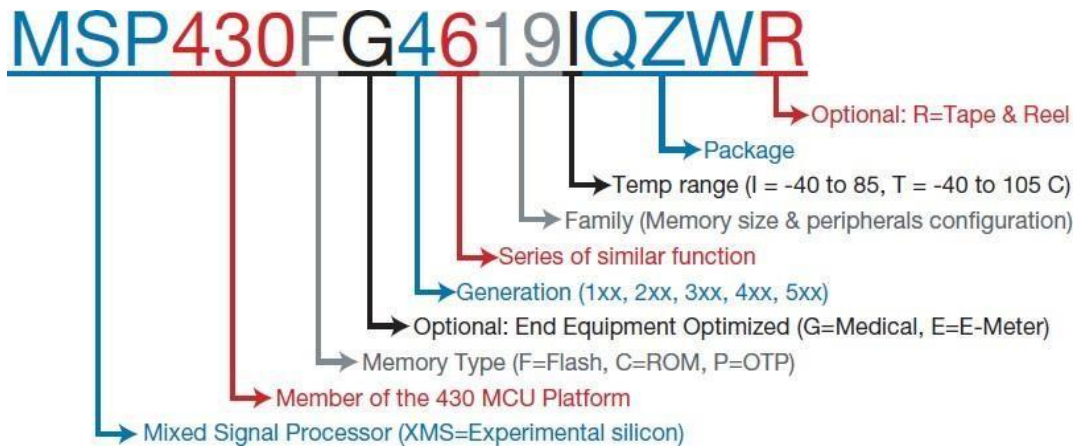 MSP430FG4619IQZWR
Optional: R=Tape & Reel
Package
Temp range (I = -40 to 85, T = -40 to 105 C)
Family (Memory size & peripherals configuration)
Series of similar function
Generation (1xx, 2xx, 3xx, 4xx, 5xx)
Optional: End Equipment Optimized (G=Medical, E=E-Meter)
Memory Type (F=Flash, C=ROM, P=OTP)
Member of the 430 MCU Platform
Mixed Signal Processor (XMS=Experimental silicon)